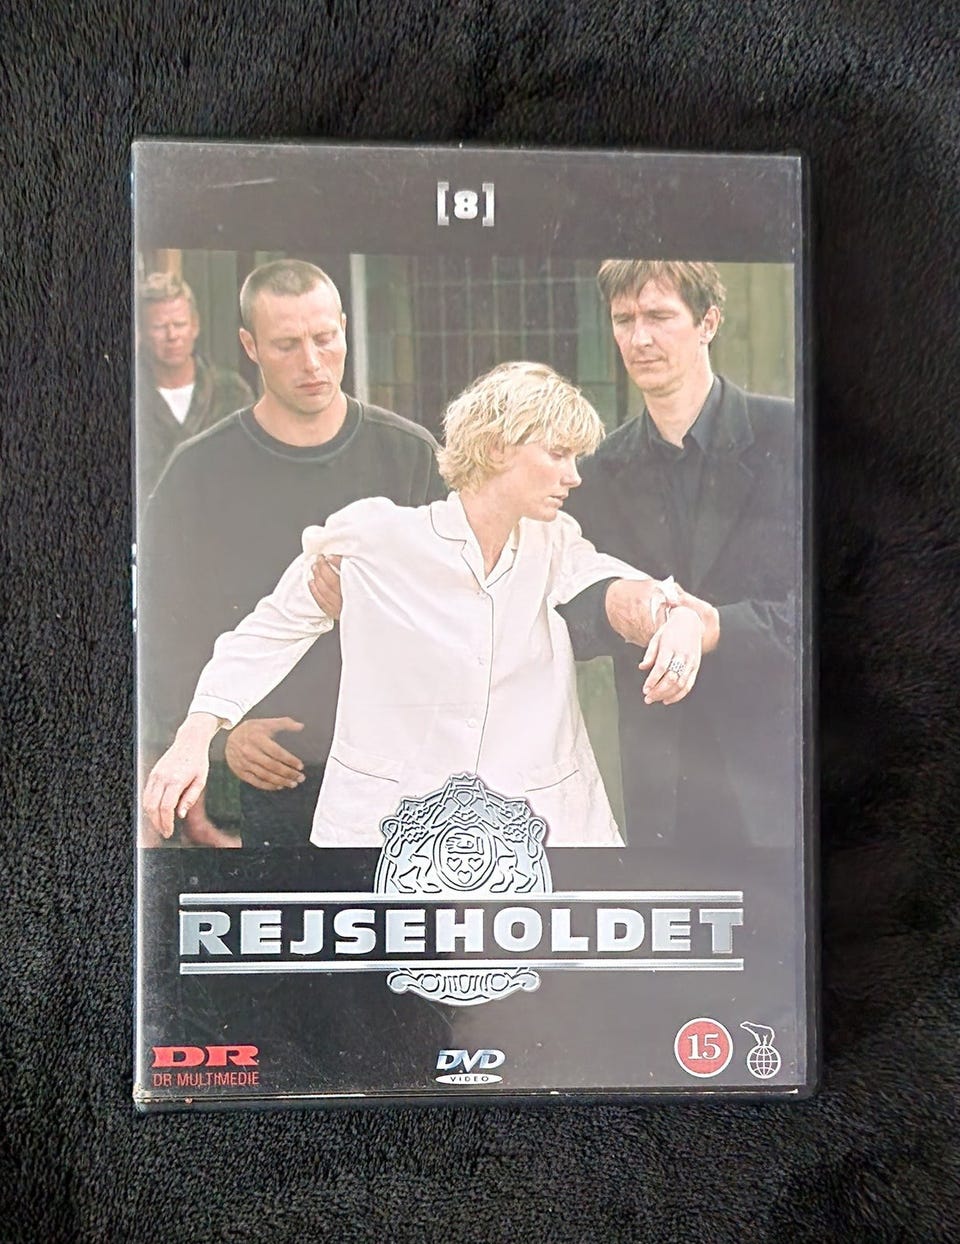 [8]
REJSEHOLDET
DR
DR MULTIMEDIE
DVD
VIDEO
15